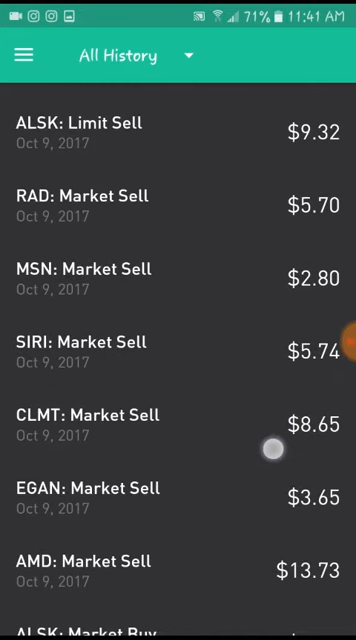 71% 11:41 AM
All History
ALSK: Limit Sell
Oct 9, 2017
$9.32
RAD: Market Sell
Oct 9, 2017
$5.70
MSN: Market Sell
Oct 9, 2017
$2.80
SIRI: Market Sell
Oct 9, 2017
$5.74
CLMT: Market Sell
Oct 9, 2017
$8.65
EGAN: Market Sell
Oct 9, 2017
$3.65
AMD: Market Sell
Oct 9, 2017
$13.73
ALSK: Market Buy